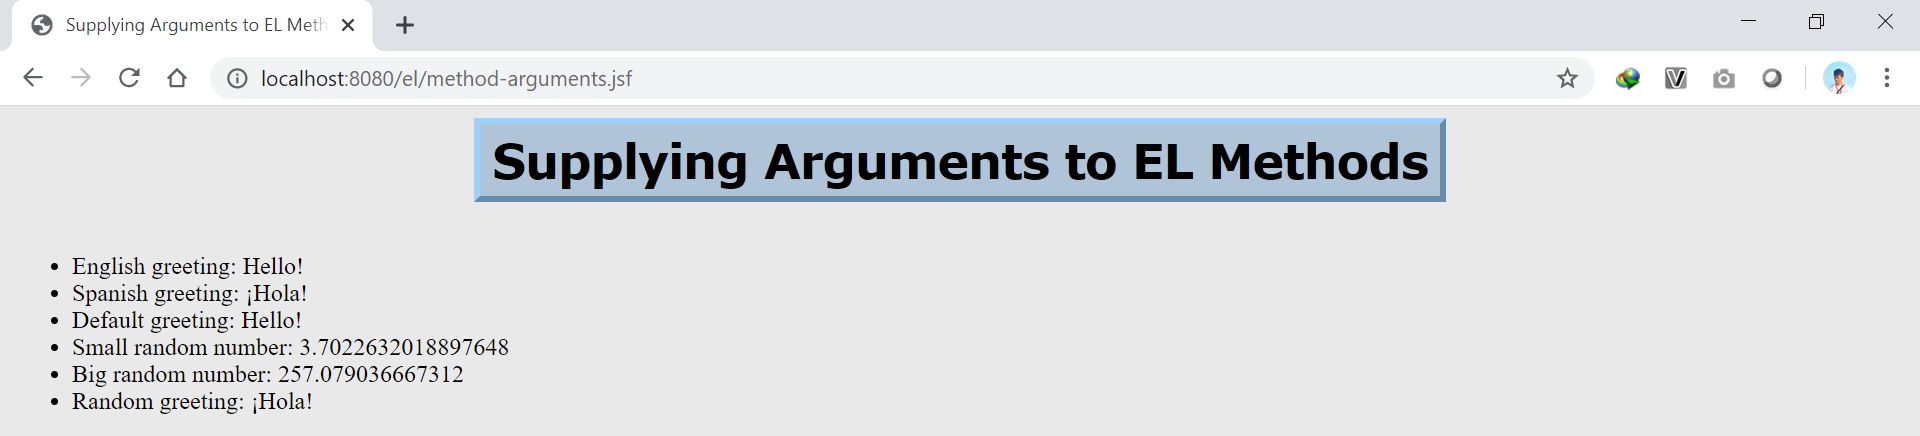 Supplying Arguments to EL Meth
localhost:8080/el/method-arguments.jsf
Supplying Arguments to EL Methods
• English greeting: Hello!
• Spanish greeting: ¡Hola!
• Default greeting: Hello!
• Small random number: 3.7022632018897648
• Big random number: 257.079036667312
• Random greeting: ¡Hola!